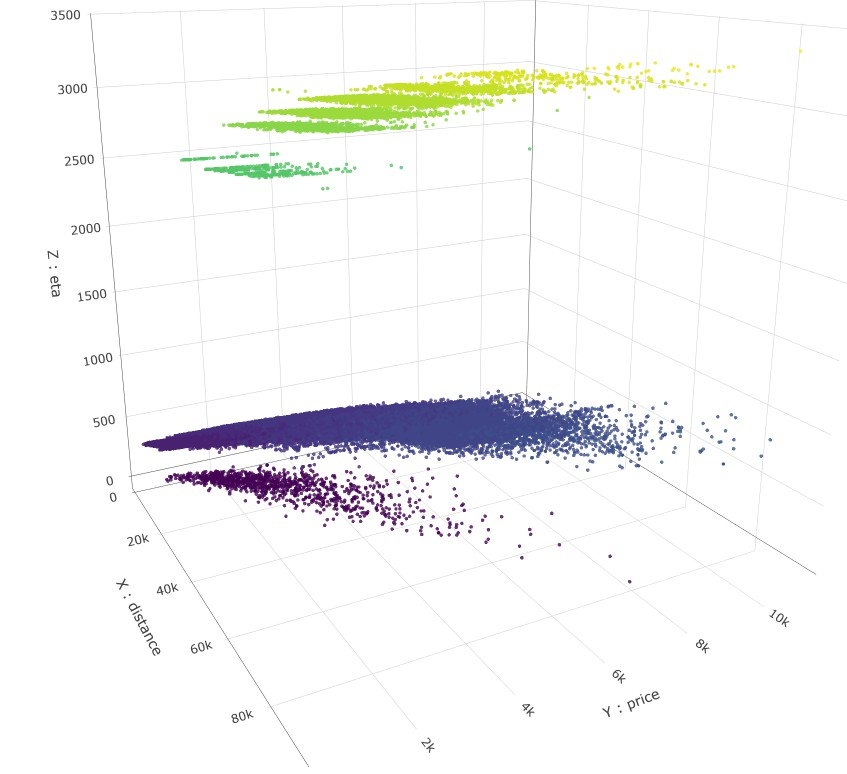 3500
3000
2500
2000
1500
1000
500
0
Z : eta
0
20k
40k
60k
80k
X : distance
2k
4k
6k
8k
10k
Y : price